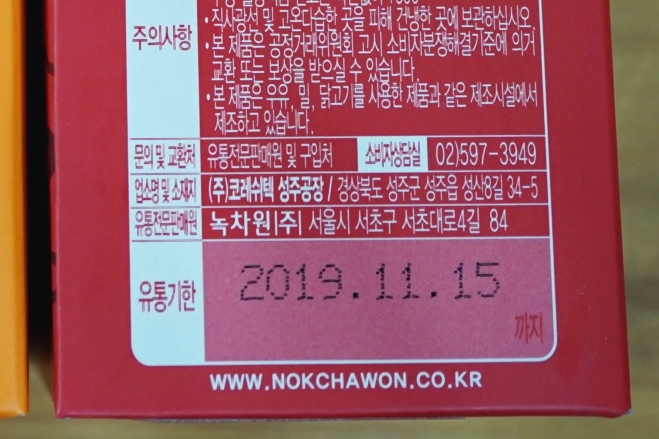 주의사항
• 직사광선 및 고온다습한 곳을 피해 건냉한 곳에 보관하십시오.
• 본 제품은 공정거래위원회 고시 소비자분쟁해결기준에 의거
교환 또는 보상을 받으실 수 있습니다.
• 본 제품은 우유, 밀, 닭고기를 사용한 제품과 같은 제조시설에서
제조하고 있습니다.
문의 및 교환처 유통전문판매원 및 구입처 소비자상담실 02)597-3949
업소명 및 소재지 (주)코레쉬텍 성주공장 / 경상북도 성주군 성주읍 성산8길 34-5
유통전문판매원 녹차원(주) 서울시 서초구 서초대로4길 84
유통기한 2019.11.15
까지
WWW.NOKCHAWON.CO.KR